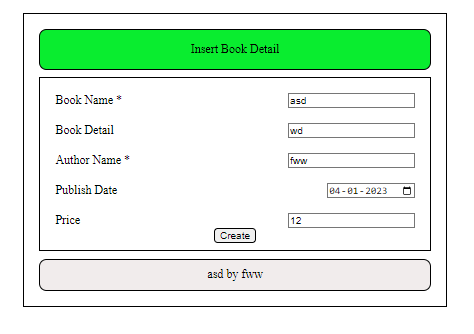 Insert Book Detail
Book Name * asd
Book Detail wd
Author Name * fww
Publish Date 04-01-2023
Price 12
Create
asd by fww